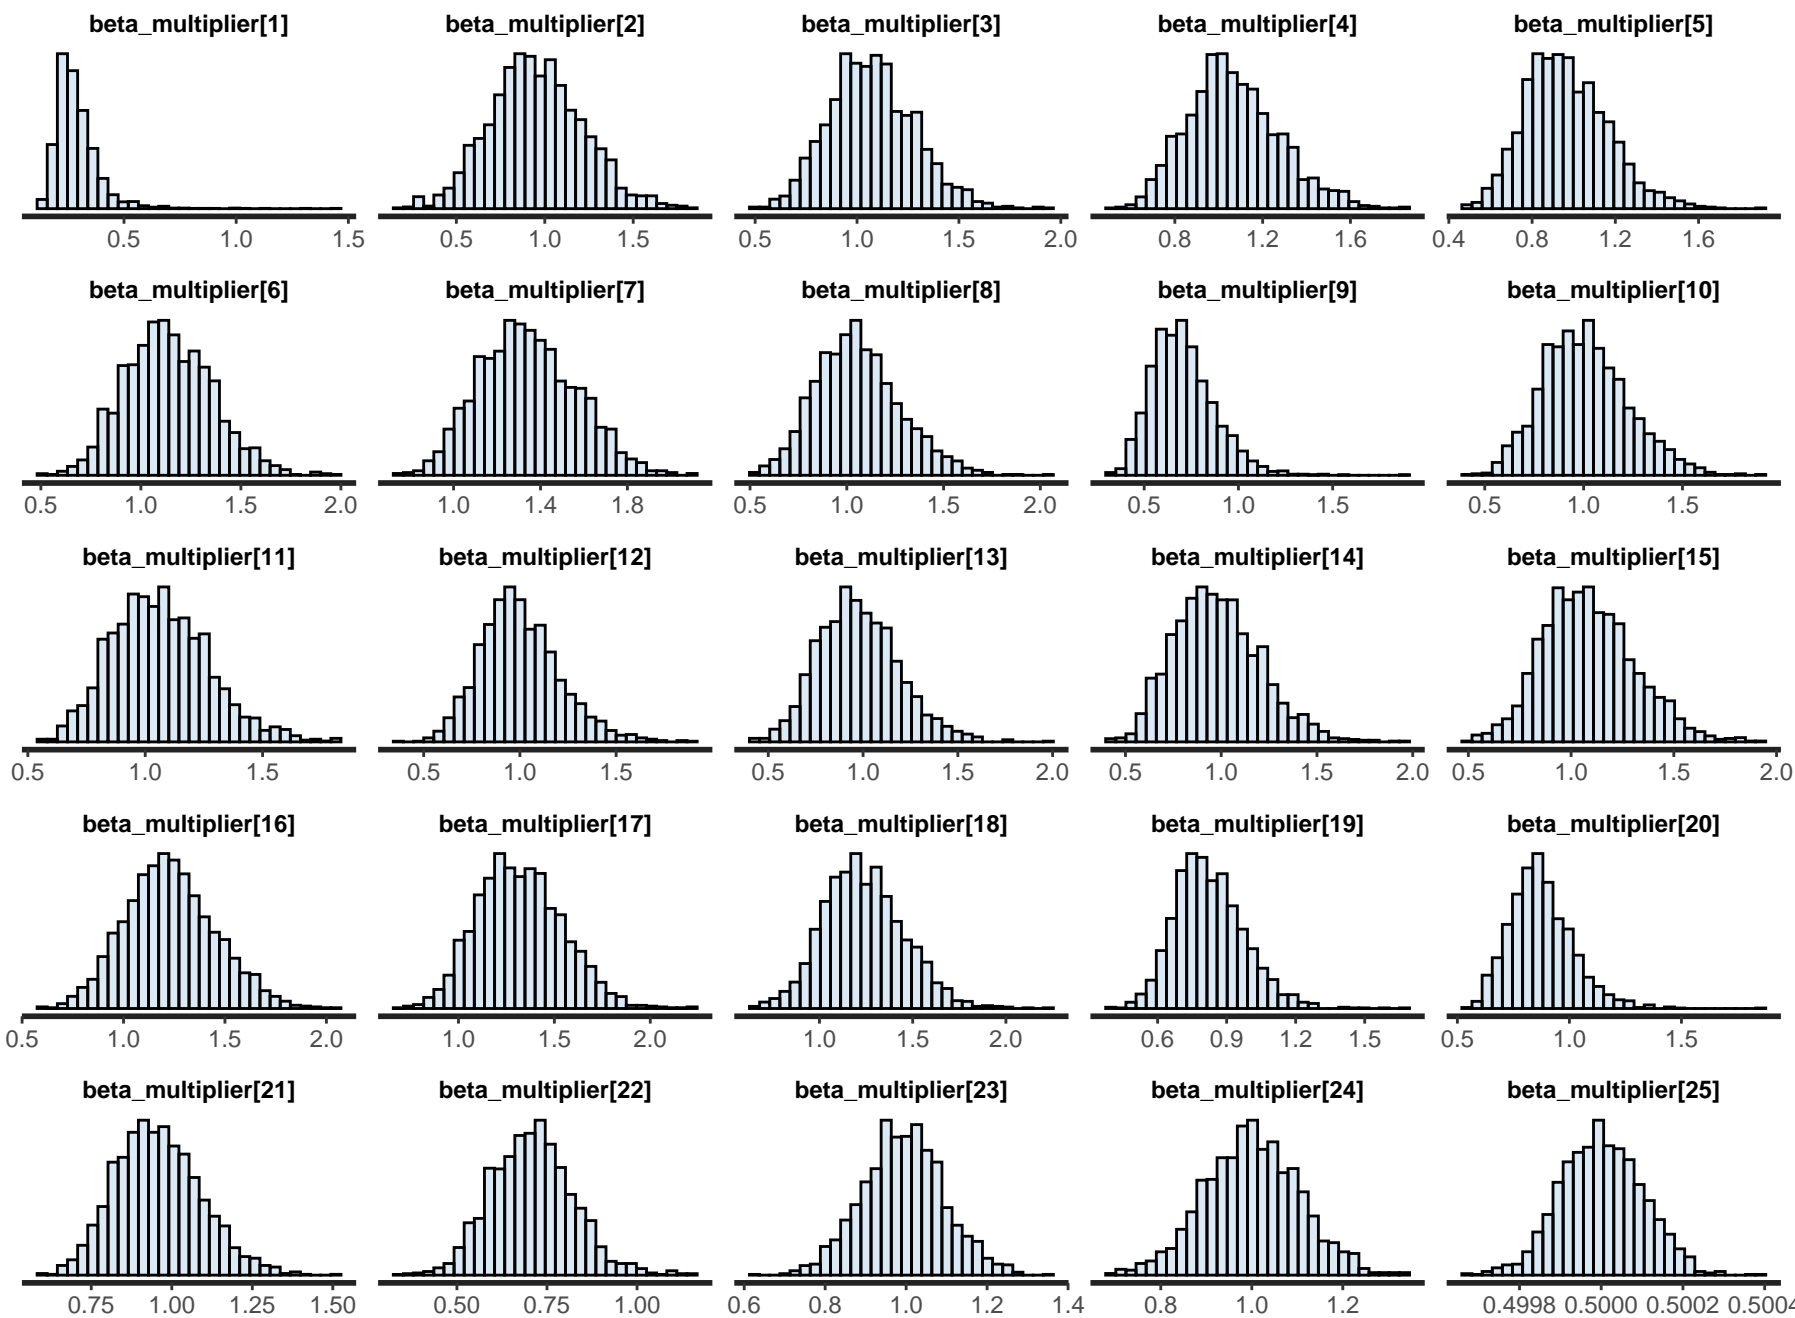 beta_multiplier[1] beta_multiplier[2] beta_multiplier[3] beta_multiplier[4] beta_multiplier[5]
0.5 1.0 1.5 0.5 1.0 1.5 0.5 1.0 1.5 2.0 0.8 1.2 1.6 0.4 0.8 1.2 1.6
beta_multiplier[6] beta_multiplier[7] beta_multiplier[8] beta_multiplier[9] beta_multiplier[10]
0.5 1.0 1.5 2.0 1.0 1.4 1.8 0.5 1.0 1.5 2.0 0.5 1.0 1.5 0.5 1.0 1.5
beta_multiplier[11] beta_multiplier[12] beta_multiplier[13] beta_multiplier[14] beta_multiplier[15]
0.5 1.0 1.5 0.5 1.0 1.5 0.5 1.0 1.5 2.0 0.5 1.0 1.5 2.0 0.5 1.0 1.5 2.0
beta_multiplier[16] beta_multiplier[17] beta_multiplier[18] beta_multiplier[19] beta_multiplier[20]
0.5 1.0 1.5 2.0 1.0 1.5 2.0 1.0 1.5 2.0 0.6 0.9 1.2 1.5 0.5 1.0 1.5
beta_multiplier[21] beta_multiplier[22] beta_multiplier[23] beta_multiplier[24] beta_multiplier[25]
0.75 1.00 1.25 1.50 0.50 0.75 1.00 0.6 0.8 1.0 1.2 1.4 0.8 1.0 1.2 0.4998 0.5000 0.5002 0.5004